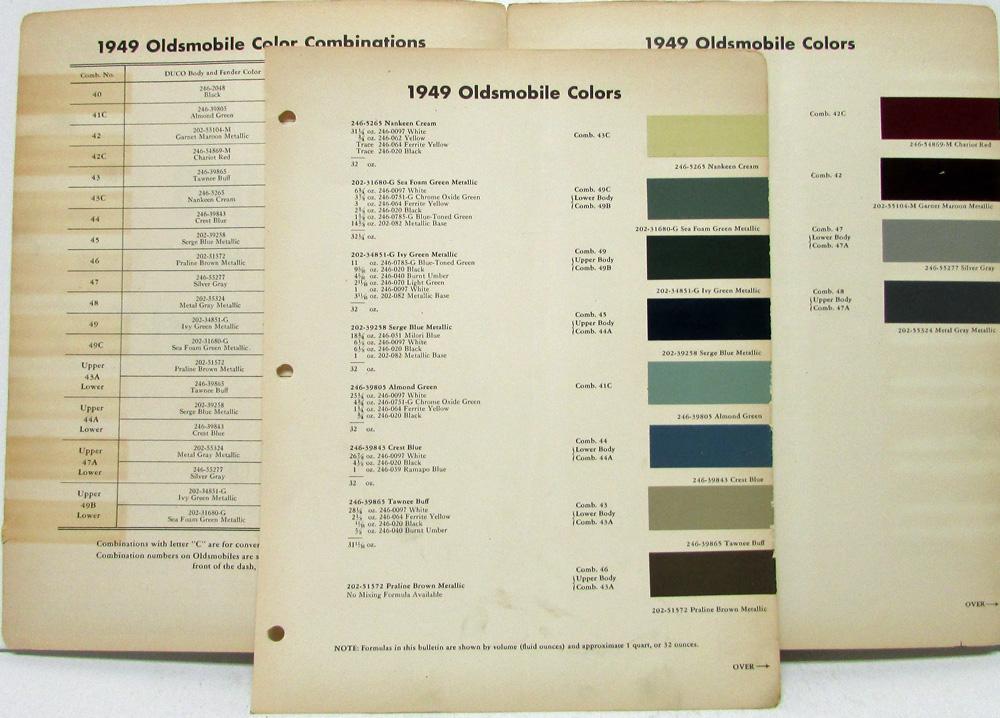 1949 Oldsmobile Color Combinations
Comb. No. DUCO Body and Fender Color
40 246-2048
Black
41C 246-39805
Almond Green
42 202-55104-M
Garnet Maroon Metallic
42C 246-54869-M
Chariot Red
43 246-39865
Tawnee Buff
43C 246-5265
Nankeen Cream
44 246-39843
Crest Blue
45 202-39258
Serge Blue Metallic
46 202-51572
Praline Brown Metallic
47 246-55277
Silver Gray
48 202-55324
Metal Gray Metallic
49 202-34851-G
Ivy Green Metallic
49C 202-31680-G
Sea Foam Green Metallic
Upper 202-51572
Praline Brown Metallic
43A
Lower 246-39865
Tawnee Buff
Upper 202-39258
Serge Blue Metallic
44A
Lower 246-39843
Crest Blue
Upper 202-55324
Metal Gray Metallic
47A
Lower 246-55277
Silver Gray
Upper 202-34851-G
Ivy Green Metallic
49B
Lower 202-31680-G
Sea Foam Green Metallic
Combinations with letter "C" are for conver
Combination numbers on Oldsmobiles are s
front of the dash,
1949 Oldsmobile Colors
246-5265 Nankeen Cream
31¼ oz. 246-0097 White
¾ oz. 246-062 Yellow
Trace 246-064 Ferrite Yellow
Trace 246-020 Black
32 oz.
Comb. 43C
246-5265 Nankeen Cream
202-31680-G Sea Foam Green Metallic
oz. 246-0097 White
oz. 246-0751-G Chrome Oxide Green
3 oz. 246-064 Ferrite Yellow
oz. 246-020 Black
oz. 246-0785-G Blue-Toned Green
oz. 202-082 Metallic Base
32¼ oz.
Comb. 49C
Lower Body
Comb. 49B
202-31680-G Sea Foam Green Metallic
202-34851-G Ivy Green Metallic
11 oz. 246-0785-G Blue-Toned Green
oz. 246-020 Black
oz. 246-040 Burnt Umber
oz. 246-070 Light Green
1 oz. 246-0097 White
oz. 202-082 Metallic Base
32 oz.
Comb. 49
Upper Body
Comb. 49B
202-34851-G Ivy Green Metallic
202-39258 Serge Blue Metallic
oz. 246-051 Milori Blue
oz. 246-0097 White
oz. 246-020 Black
1 oz. 202-082 Metallic Base
32 oz.
Comb. 45
Upper Body
Comb. 44A
202-39258 Serge Blue Metallic
246-39805 Almond Green
oz. 246-0097 White
oz. 246-0751-G Chrome Oxide Green
oz. 246-064 Ferrite Yellow
oz. 246-020 Black
32 oz.
Comb. 41C
246-39805 Almond Green
246-39843 Crest Blue
oz. 246-0097 White
oz. 246-020 Black
1 oz. 246-059 Ramapo Blue
32 oz.
Comb. 44
Lower Body
Comb. 44A
246-39843 Crest Blue
246-39865 Tawnee Buff
oz. 246-0097 White
oz. 246-064 Ferrite Yellow
oz. 246-020 Black
oz. 246-040 Burnt Umber
oz.
Comb. 43
Lower Body
Comb. 43A
246-39865 Tawnee Buff
202-51572 Praline Brown Metallic
No Mixing Formula Available
Comb. 46
Upper Body
Comb. 43A
202-51572 Praline Brown Metallic
NOTE: Formulas in this bulletin are shown by volume (fluid ounces) and approximate 1 quart, or 32 ounces.
OVER→
1949 Oldsmobile Colors
Comb. 42C
246-54869-M Chariot Red
Comb. 42
202-55104-M Garnet Maroon Metallic
Comb. 47
Lower Body
Comb. 47A
246-55277 Silver Gray
Comb. 48
Upper Body
Comb. 47A
202-55324 Metal Gray Metallic
OVER→